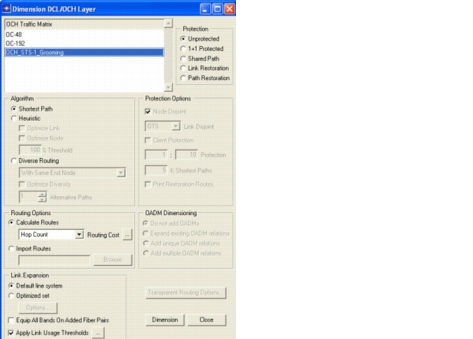 Dimension DCL/OCH Layer
OCH Traffic Matrix
OC-48
OC-192
OCH_STS-1_Grooming
Protection
Unprotected
1+1 Protected
Shared Path
Link Restoration
Path Restoration
Algorithm
Shortest Path
Heuristic
Optimize Link
Optimize Node
100 % Threshold
Diverse Routing
With Same End Node
Optimize Diversity
Alternative Paths
Protection Options
Node Disjoint
OTS Link Disjoint
Client Protection
1 : 10 Protection
5 K Shortest Paths
Print Restoration Routes
Routing Options
Calculate Routes
Hop Count Routing Cost ...
Import Routes
Browse
OADM Dimensioning
Do not add OADMs
Expand existing OADM relations
Add unique OADM relations
Add multiple OADM relations
Link Expansion
Default line system
Optimized set
Options...
Equip All Bands On Added Fiber Pairs
Apply Link Usage Thresholds ...
Transparent Routing Options...
Dimension Close